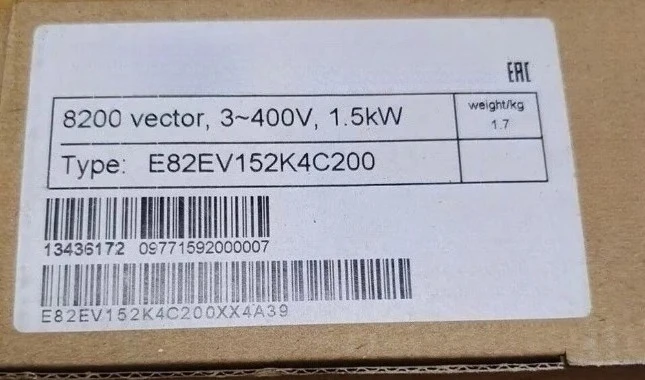 EAC
8200 vector, 3~400V, 1.5kW
weight/kg
1.7
Type: E82EV152K4C200
13436172 09771592000007
E82EV152K4C200XX4A39